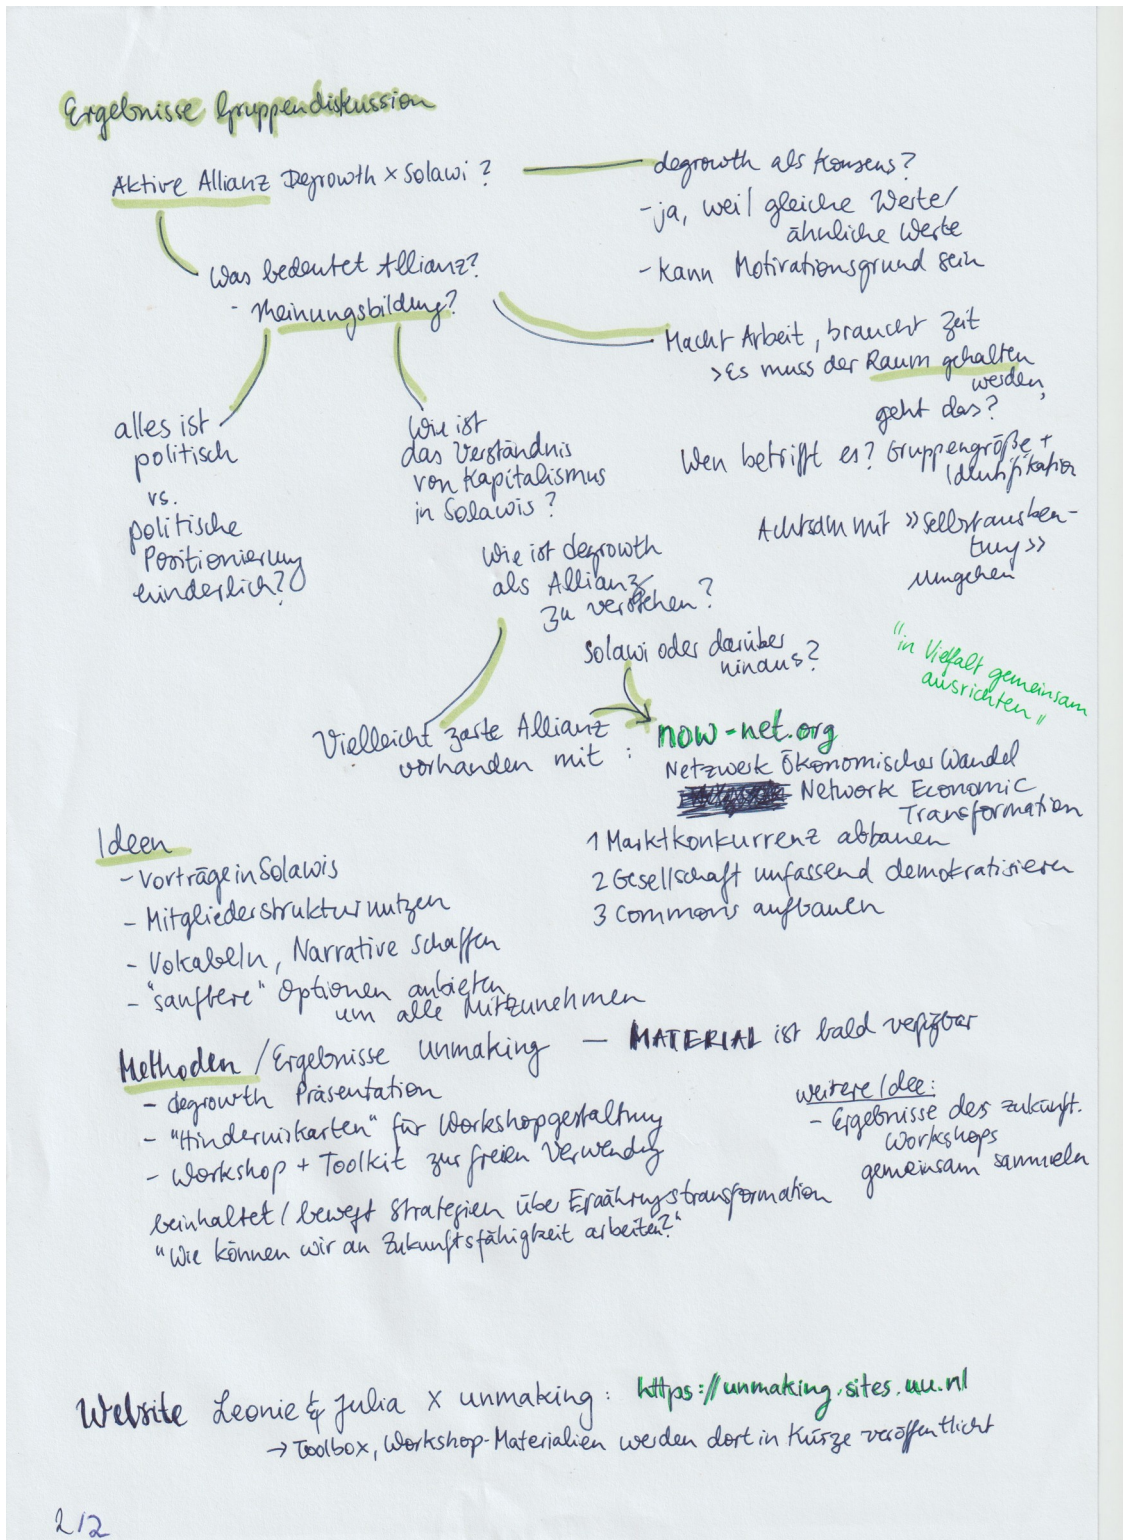 Ergebnisse Gruppendiskussion
Aktive Allianz Degrowth x Solawi?
degrowth als Konsens?
- ja, weil gleiche Werte/
ähnliche Werte
- kann Motivationsgrund sein
Was bedeutet Allianz?
- Meinungsbildung?
Macht Arbeit, braucht Zeit
> Es muss der Raum gehalten
werden,
geht das?
Wen betrifft es? Gruppengröße +
Identifikation
Achtsam mit »Selbstausbeu-
tung»
umgehen
alles ist
politisch
vs.
politische
Positionierung
hinderlich?
Wie ist
das Verständnis
von Kapitalismus
in Solawis?
Wie ist degrowth
als Allianz
zu verstehen?
Solawi oder darüber
hinaus?
"in Vielfalt gemeinsam
ausrichten"
Vielleicht zarte Allianz
vorhanden mit :
now-net.org
Netzwerk Ökonomischer Wandel
Network Economic
Transformation
1 Marktkonkurrenz abbauen
2 Gesellschaft umfassend demokratisieren
3 Commons aufbauen
Ideen
- Vorträge in Solawis
- Mitgliederstruktur nutzen
- Vokabeln, Narrative schaffen
- "sanftere" Optionen anbieten
um alle Mitzunehmen
Methoden / Ergebnisse unmaking — MATERIAL ist bald verfügbar
- degrowth Präsentation
- "Hinderniskarten" für Workshopgestaltung
- Workshop + Toolkit zur freien Verwendung
beinhaltet / bewegt Strategien über Ernährungstransformation
"Wie können wir an Zukunftsfähigkeit arbeiten?"
weitere Idee:
- Ergebnisse des zukunft.
Workshops
gemeinsam sammeln
Website Leonie & Julia x unmaking : https://unmaking.sites.uu.nl
→ Toolbox, Workshop-Materialien werden dort in Kürze veröffentlicht
2/2